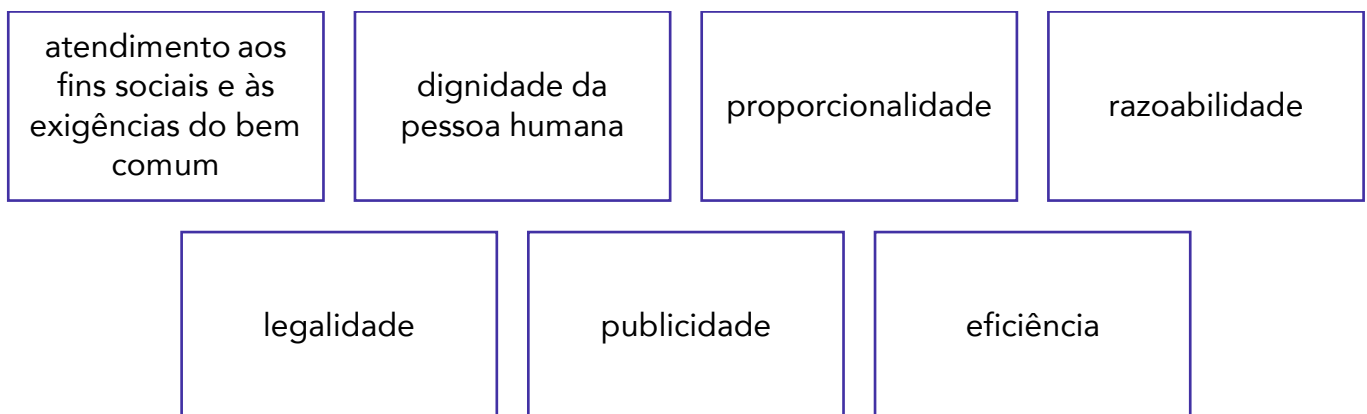 atendimento aos
fins sociais e às
exigências do bem
comum
dignidade da
pessoa humana
proporcionalidade
razoabilidade
legalidade
publicidade
eficiência